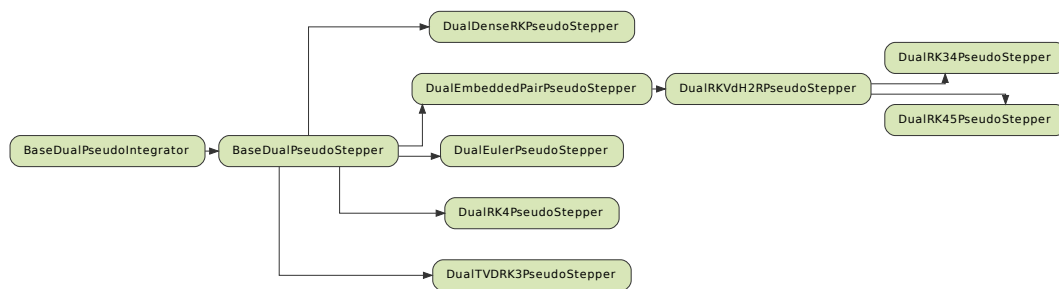 DualDenseRKPseudoStepper
DualRK34PseudoStepper
DualEmbeddedPairPseudoStepper
DualRKVdH2RPseudoStepper
DualRK45PseudoStepper
BaseDualPseudoIntegrator
BaseDualPseudoStepper
DualEulerPseudoStepper
DualRK4PseudoStepper
DualTVDRK3PseudoStepper